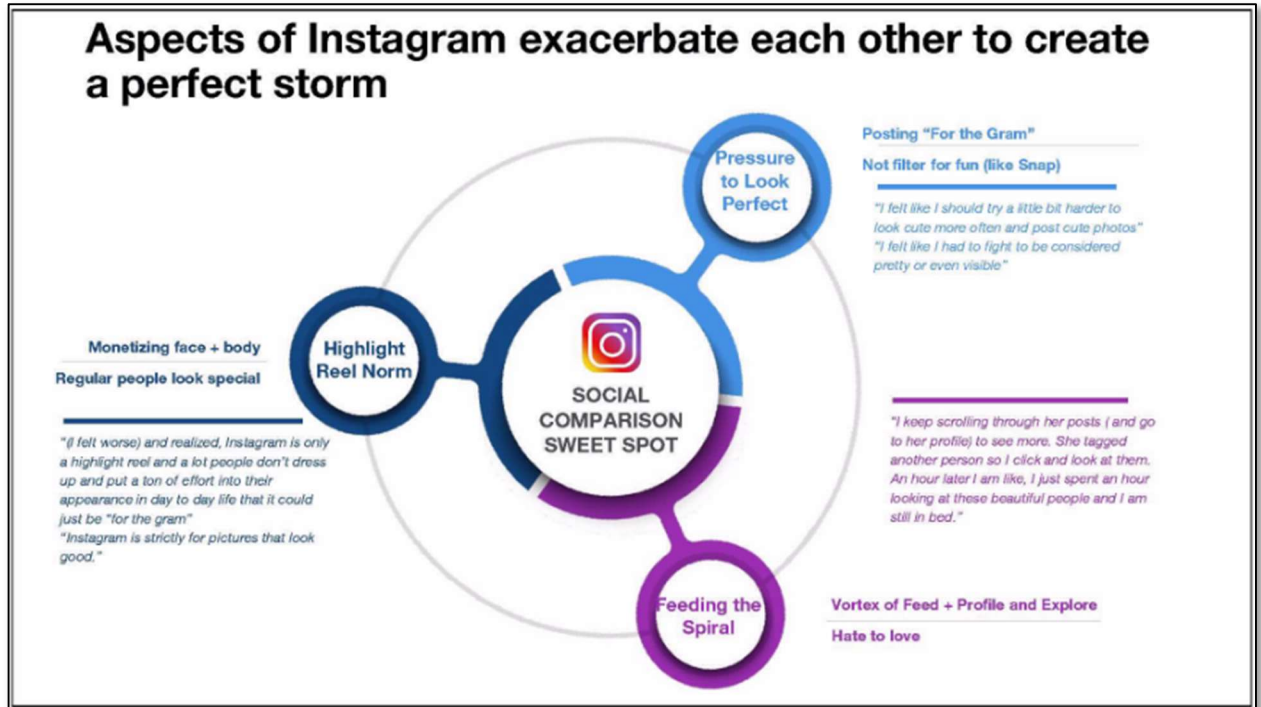 Aspects of Instagram exacerbate each other to create
a perfect storm
Pressure
to Look
Perfect
Posting “For the Gram”
Not filter for fun (like Snap)
“I felt like I should try a little bit harder to
look cute more often and post cute photos”
“I felt like I had to fight to be considered
pretty or even visible”
Highlight
Reel Norm
Monetizing face + body
Regular people look special
“(I felt worse) and realized, Instagram is only
a highlight reel and a lot people don’t dress
up and put a ton of effort into their
appearance in day to day life that it could
just be “for the gram”
“Instagram is strictly for pictures that look
good.”
SOCIAL
COMPARISON
SWEET SPOT
“I keep scrolling through her posts ( and go
to her profile) to see more. She tagged
another person so I click and look at them.
An hour later I am like, I just spent an hour
looking at these beautiful people and I am
still in bed.”
Feeding the
Spiral
Vortex of Feed + Profile and Explore
Hate to love